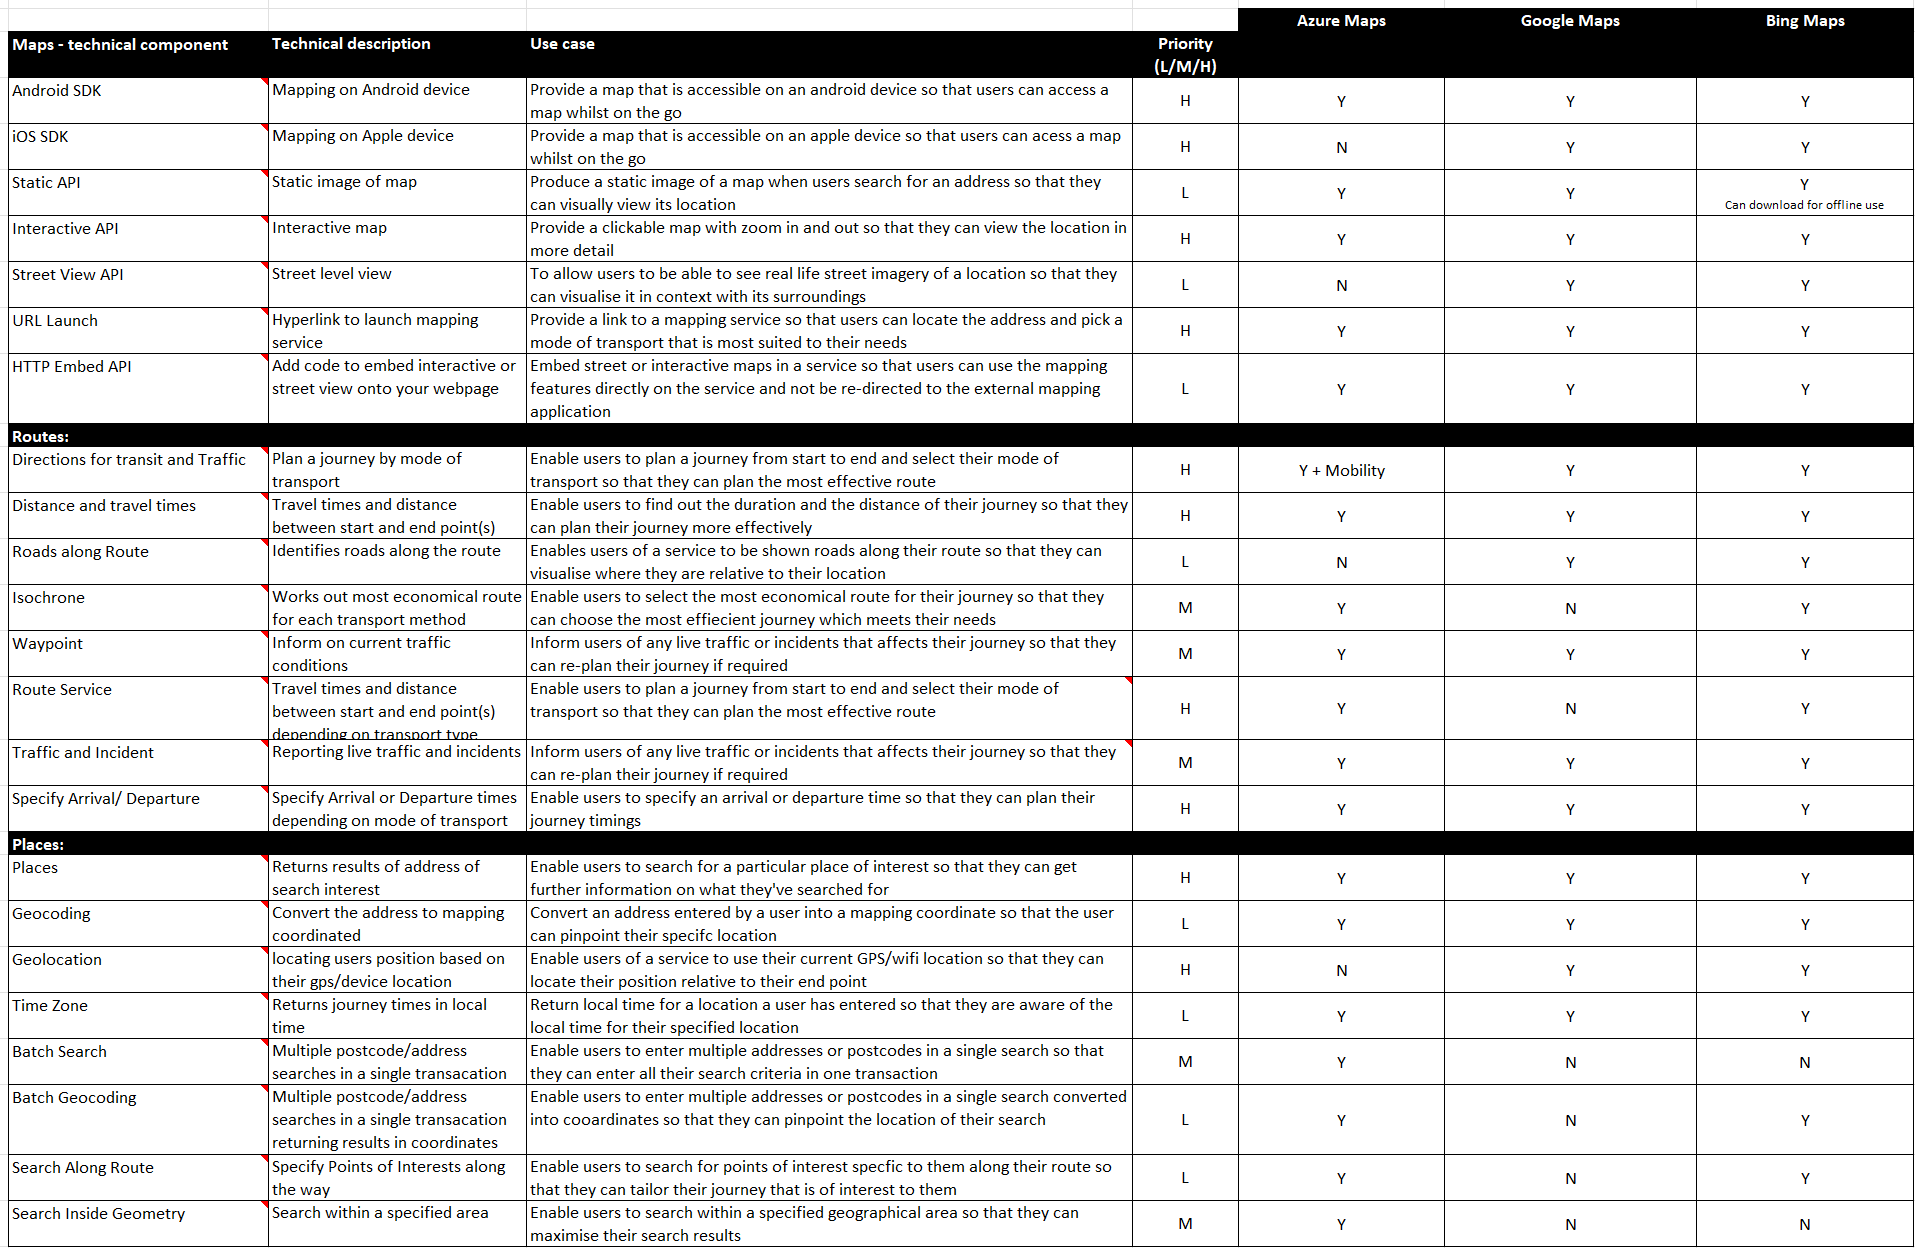 Azure Maps Google Maps Bing Maps
Maps - technical component Technical description Use case Priority
(L/M/H)
Android SDK Mapping on Android device Provide a map that is accessible on an android device so that users can access a
map whilst on the go
H Y Y Y
iOS SDK Mapping on Apple device Provide a map that is accessible on an apple device so that users can acess a map
whilst on the go
H N Y Y
Static API Static image of map Produce a static image of a map when users search for an address so that they
can visually view its location
L Y Y Y
Can download for offline use
Interactive API Interactive map Provide a clickable map with zoom in and out so that they can view the location in
more detail
H Y Y Y
Street View API Street level view To allow users to be able to see real life street imagery of a location so that they
can visualise it in context with its surroundings
L N Y Y
URL Launch Hyperlink to launch mapping Provide a link to a mapping service so that users can locate the address and pick a
service mode of transport that is most suited to their needs
H Y Y Y
HTTP Embed API Add code to embed interactive or Embed street or interactive maps in a service so that users can use the mapping
street view onto your webpage features directly on the service and not be re-directed to the external mapping
application
L Y Y Y
Routes:
Directions for transit and Traffic Plan a journey by mode of Enable users to plan a journey from start to end and select their mode of
transport transport so that they can plan the most effective route
H Y + Mobility Y Y
Distance and travel times Travel times and distance Enable users to find out the duration and the distance of their journey so that they
between start and end point(s) can plan their journey more effectively
H Y Y Y
Roads along Route Identifies roads along the route Enables users of a service to be shown roads along their route so that they can
visualise where they are relative to their location
L N Y Y
Isochrone Works out most economical route Enable users to select the most economical route for their journey so that they
for each transport method can choose the most effiecient journey which meets their needs
M Y N Y
Waypoint Inform on current traffic Inform users of any live traffic or incidents that affects their journey so that they
conditions can re-plan their journey if required
M Y Y Y
Route Service Travel times and distance Enable users to plan a journey from start to end and select their mode of
between start and end point(s) transport so that they can plan the most effective route
depending on transport type
H Y N Y
Traffic and Incident Reporting live traffic and incidents Inform users of any live traffic or incidents that affects their journey so that they
can re-plan their journey if required
M Y Y Y
Specify Arrival/ Departure Specify Arrival or Departure times Enable users to specify an arrival or departure time so that they can plan their
depending on mode of transport journey timings
H Y Y Y
Places:
Places Returns results of address of Enable users to search for a particular place of interest so that they can get
search interest further information on what they've searched for
H Y Y Y
Geocoding Convert the address to mapping Convert an address entered by a user into a mapping coordinate so that the user
coordinated can pinpoint their specifc location
L Y Y Y
Geolocation locating users position based on Enable users of a service to use their current GPS/wifi location so that they can
their gps/device location locate their position relative to their end point
H N Y Y
Time Zone Returns journey times in local Return local time for a location a user has entered so that they are aware of the
time local time for their specified location
L Y Y Y
Batch Search Multiple postcode/address Enable users to enter multiple addresses or postcodes in a single search so that
searches in a single transacation they can enter all their search criteria in one transaction
M Y N N
Batch Geocoding Multiple postcode/address Enable users to enter multiple addresses or postcodes in a single search converted
searches in a single transacation into cooardinates so that they can pinpoint the location of their search
returning results in coordinates
L Y N Y
Search Along Route Specify Points of Interests along Enable users to search for points of interest specfic to them along their route so
the way that they can tailor their journey that is of interest to them
L Y N Y
Search Inside Geometry Search within a specified area Enable users to search within a specified geographical area so that they can
maximise their search results
M Y N N